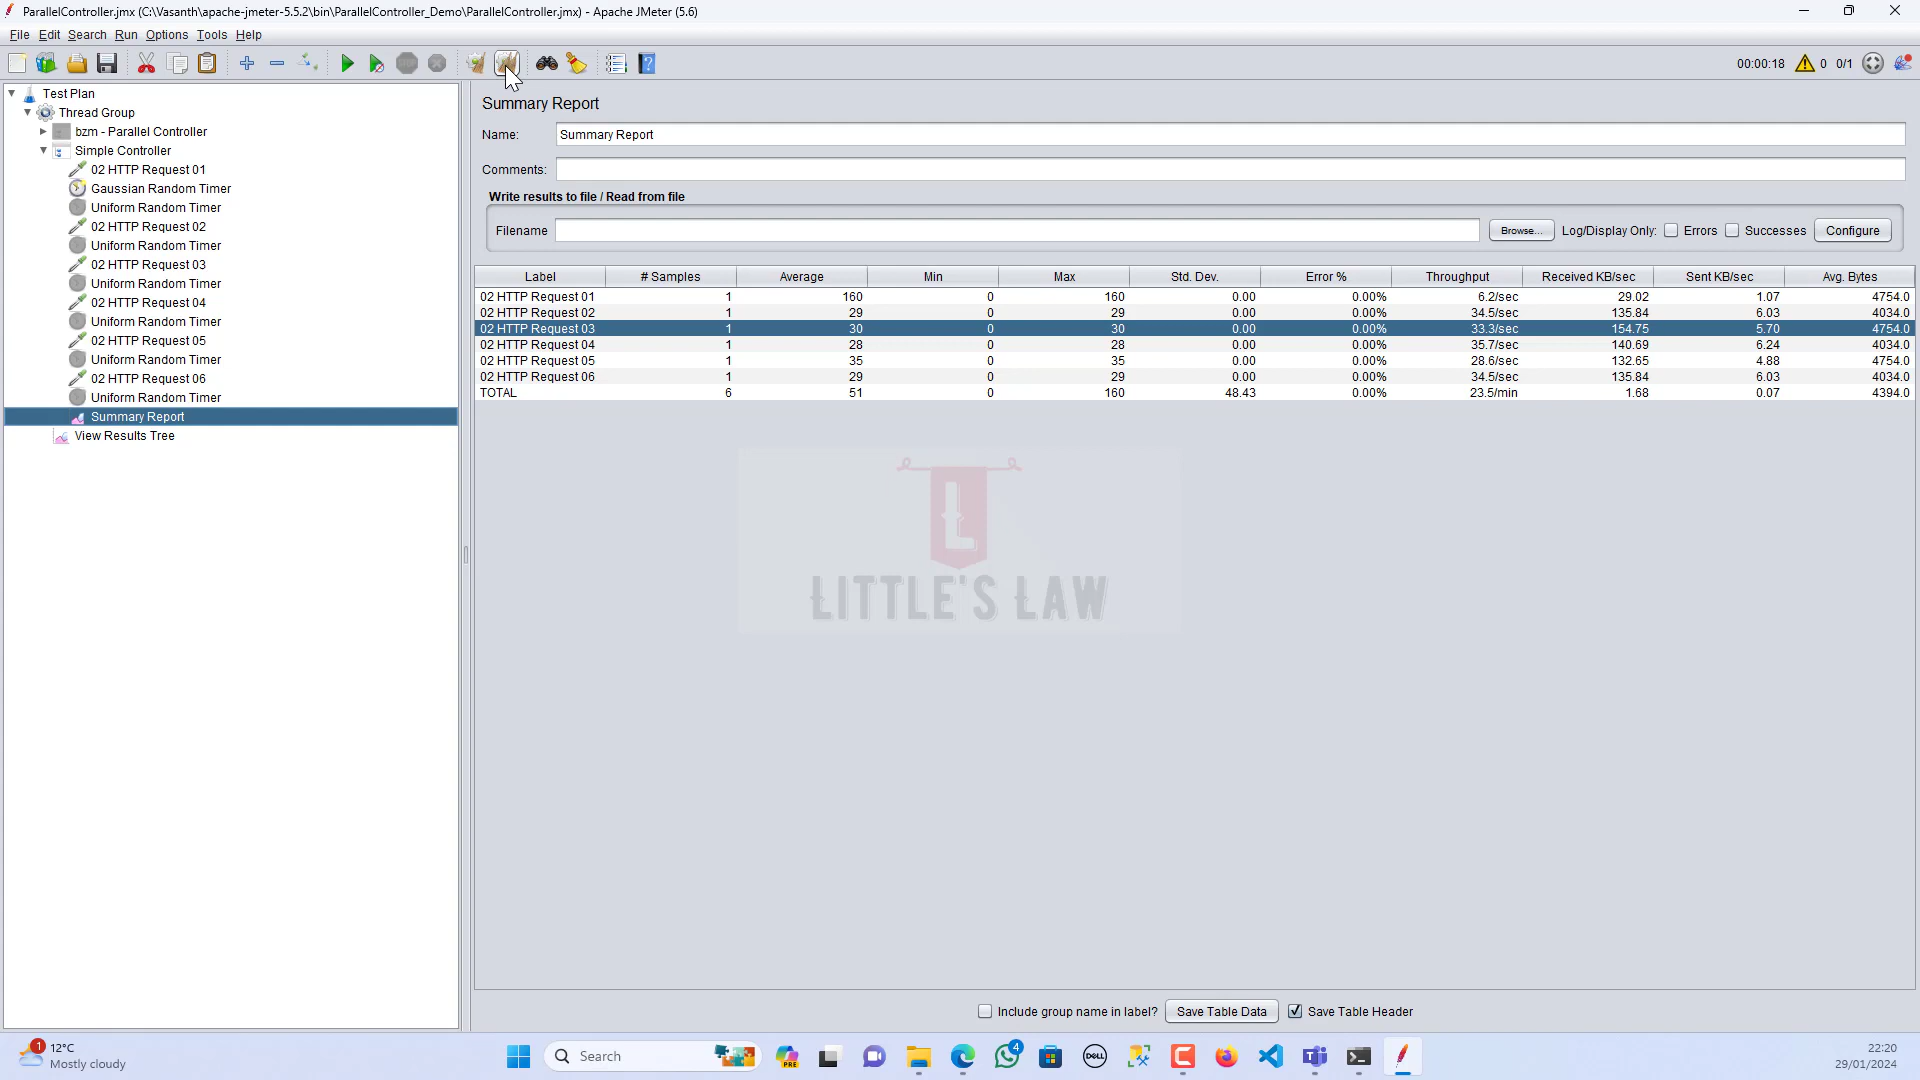 ParallelController.jmx (C:\Vasanth\apache-jmeter-5.5.2\bin\ParallelController_Demo\ParallelController.jmx) - Apache JMeter (5.6)
File Edit Search Run Options Tools Help
00:00:18 0 0/1
Test Plan
Thread Group
bzm - Parallel Controller
Simple Controller
02 HTTP Request 01
Gaussian Random Timer
Uniform Random Timer
02 HTTP Request 02
Uniform Random Timer
02 HTTP Request 03
Uniform Random Timer
02 HTTP Request 04
Uniform Random Timer
02 HTTP Request 05
Uniform Random Timer
02 HTTP Request 06
Uniform Random Timer
Summary Report
View Results Tree
Summary Report
Name: Summary Report
Comments:
Write results to file / Read from file
Filename Browse... Log/Display Only: Errors Successes Configure
Label # Samples Average Min Max Std. Dev. Error % Throughput Received KB/sec Sent KB/sec Avg. Bytes
02 HTTP Request 01 1 160 0 160 0.00 0.00% 6.2/sec 29.02 1.07 4754.0
02 HTTP Request 02 1 29 0 29 0.00 0.00% 34.5/sec 135.84 6.03 4034.0
02 HTTP Request 03 1 30 0 30 0.00 0.00% 33.3/sec 154.75 5.70 4754.0
02 HTTP Request 04 1 28 0 28 0.00 0.00% 35.7/sec 140.69 6.24 4034.0
02 HTTP Request 05 1 35 0 35 0.00 0.00% 28.6/sec 132.65 4.88 4754.0
02 HTTP Request 06 1 29 0 29 0.00 0.00% 34.5/sec 135.84 6.03 4034.0
TOTAL 6 51 0 160 48.43 0.00% 23.5/min 1.68 0.07 4394.0
L
LITTLE'S LAW
Include group name in label? Save Table Data Save Table Header
1
12°C
Mostly cloudy
Search
PRE
4
DELL
22:20
29/01/2024